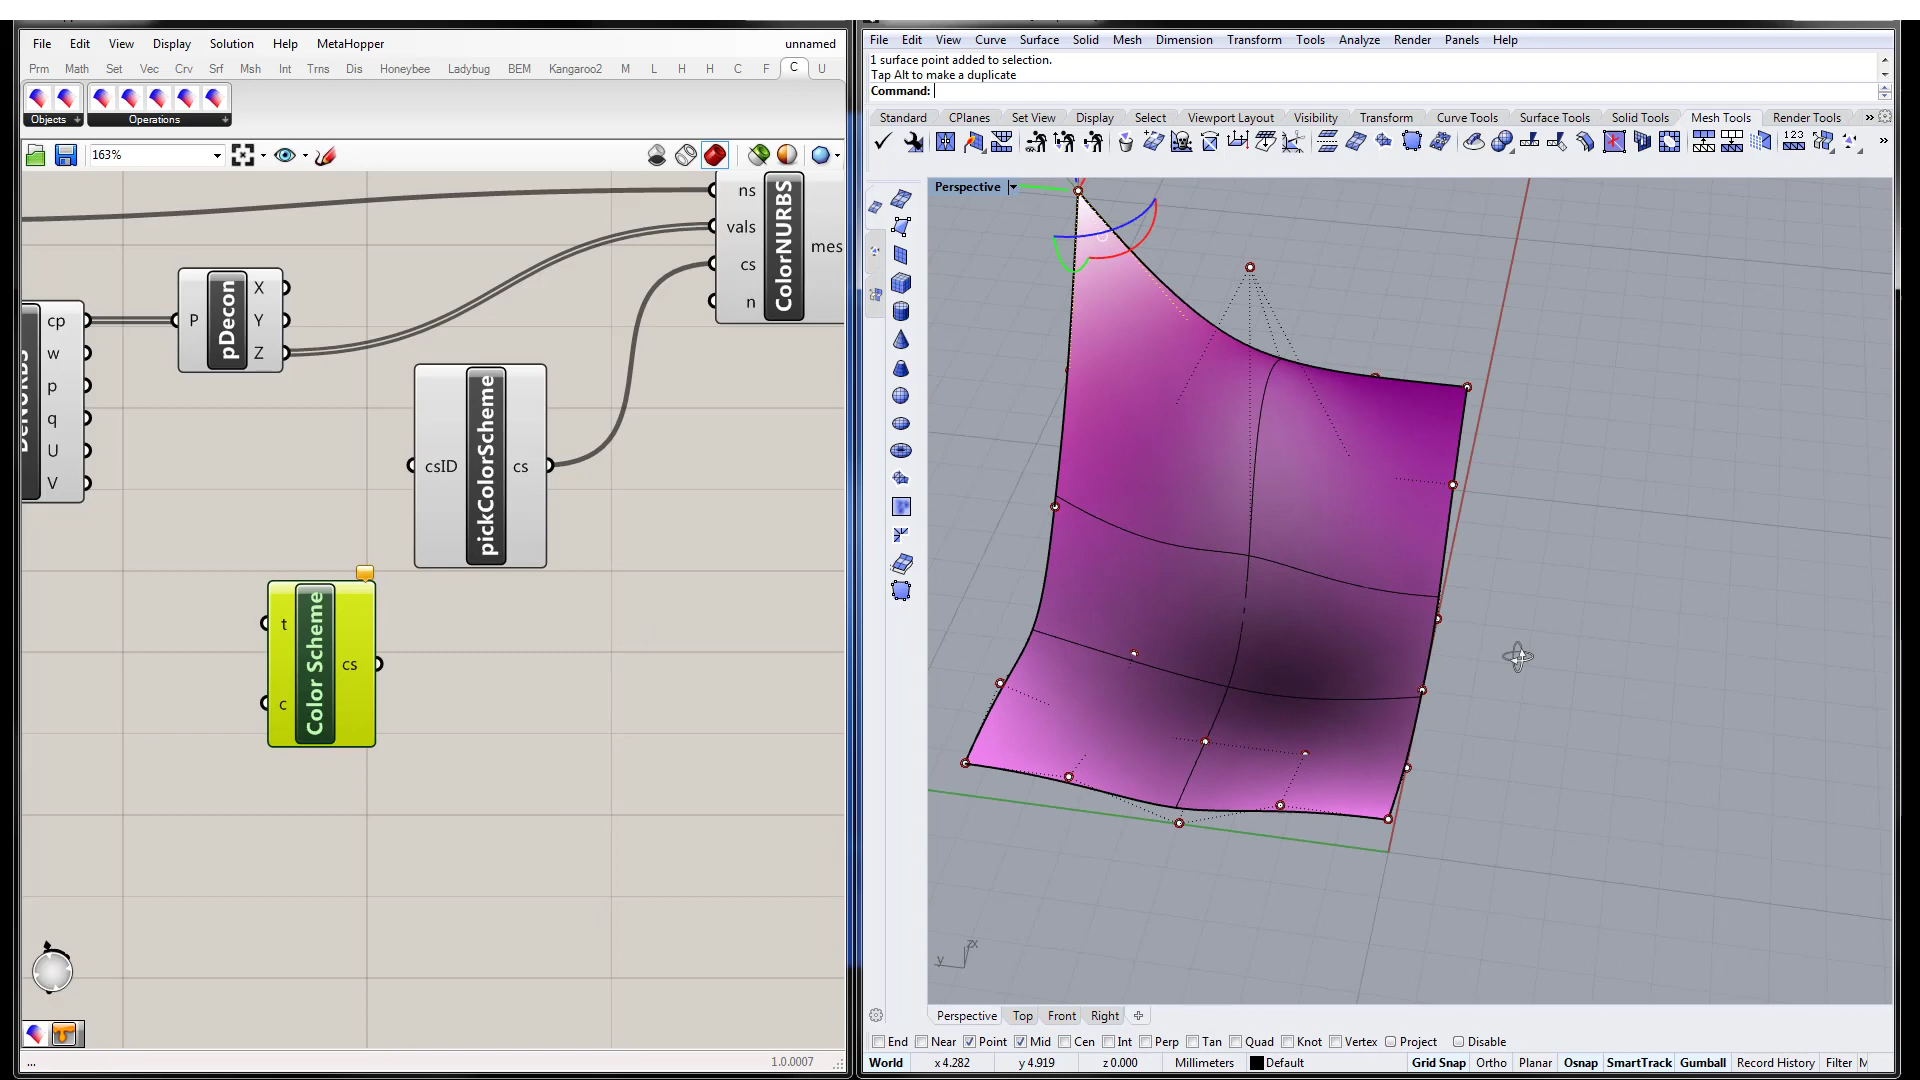 File Edit View Display Solution Help MetaHopper unnamed
Prm Math Set Vec Crv Srf Msh Int Trns Dis Honeybee Ladybug BEM Kangaroo2 M L H H C F C U
Objects + Operations +
163%
ns
vals
cs
n
ColorNURBS
mes
cp
w
p
q
U
V
P
pDecon
X
Y
Z
csID
pickColorScheme
cs
t
c
Color Scheme
cs
... 1.0.0007
File Edit View Curve Surface Solid Mesh Dimension Transform Tools Analyze Render Panels Help
1 surface point added to selection.
Tap Alt to make a duplicate
Command:
Standard CPlanes Set View Display Select Viewport Layout Visibility Transform Curve Tools Surface Tools Solid Tools Mesh Tools Render Tools »
123 »
Perspective
zx
y
Perspective Top Front Right
End Near Point Mid Cen Int Perp Tan Quad Knot Vertex Project Disable
World x 4.282 y 4.919 z 0.000 Millimeters Default Grid Snap Ortho Planar Osnap SmartTrack Gumball Record History Filter M